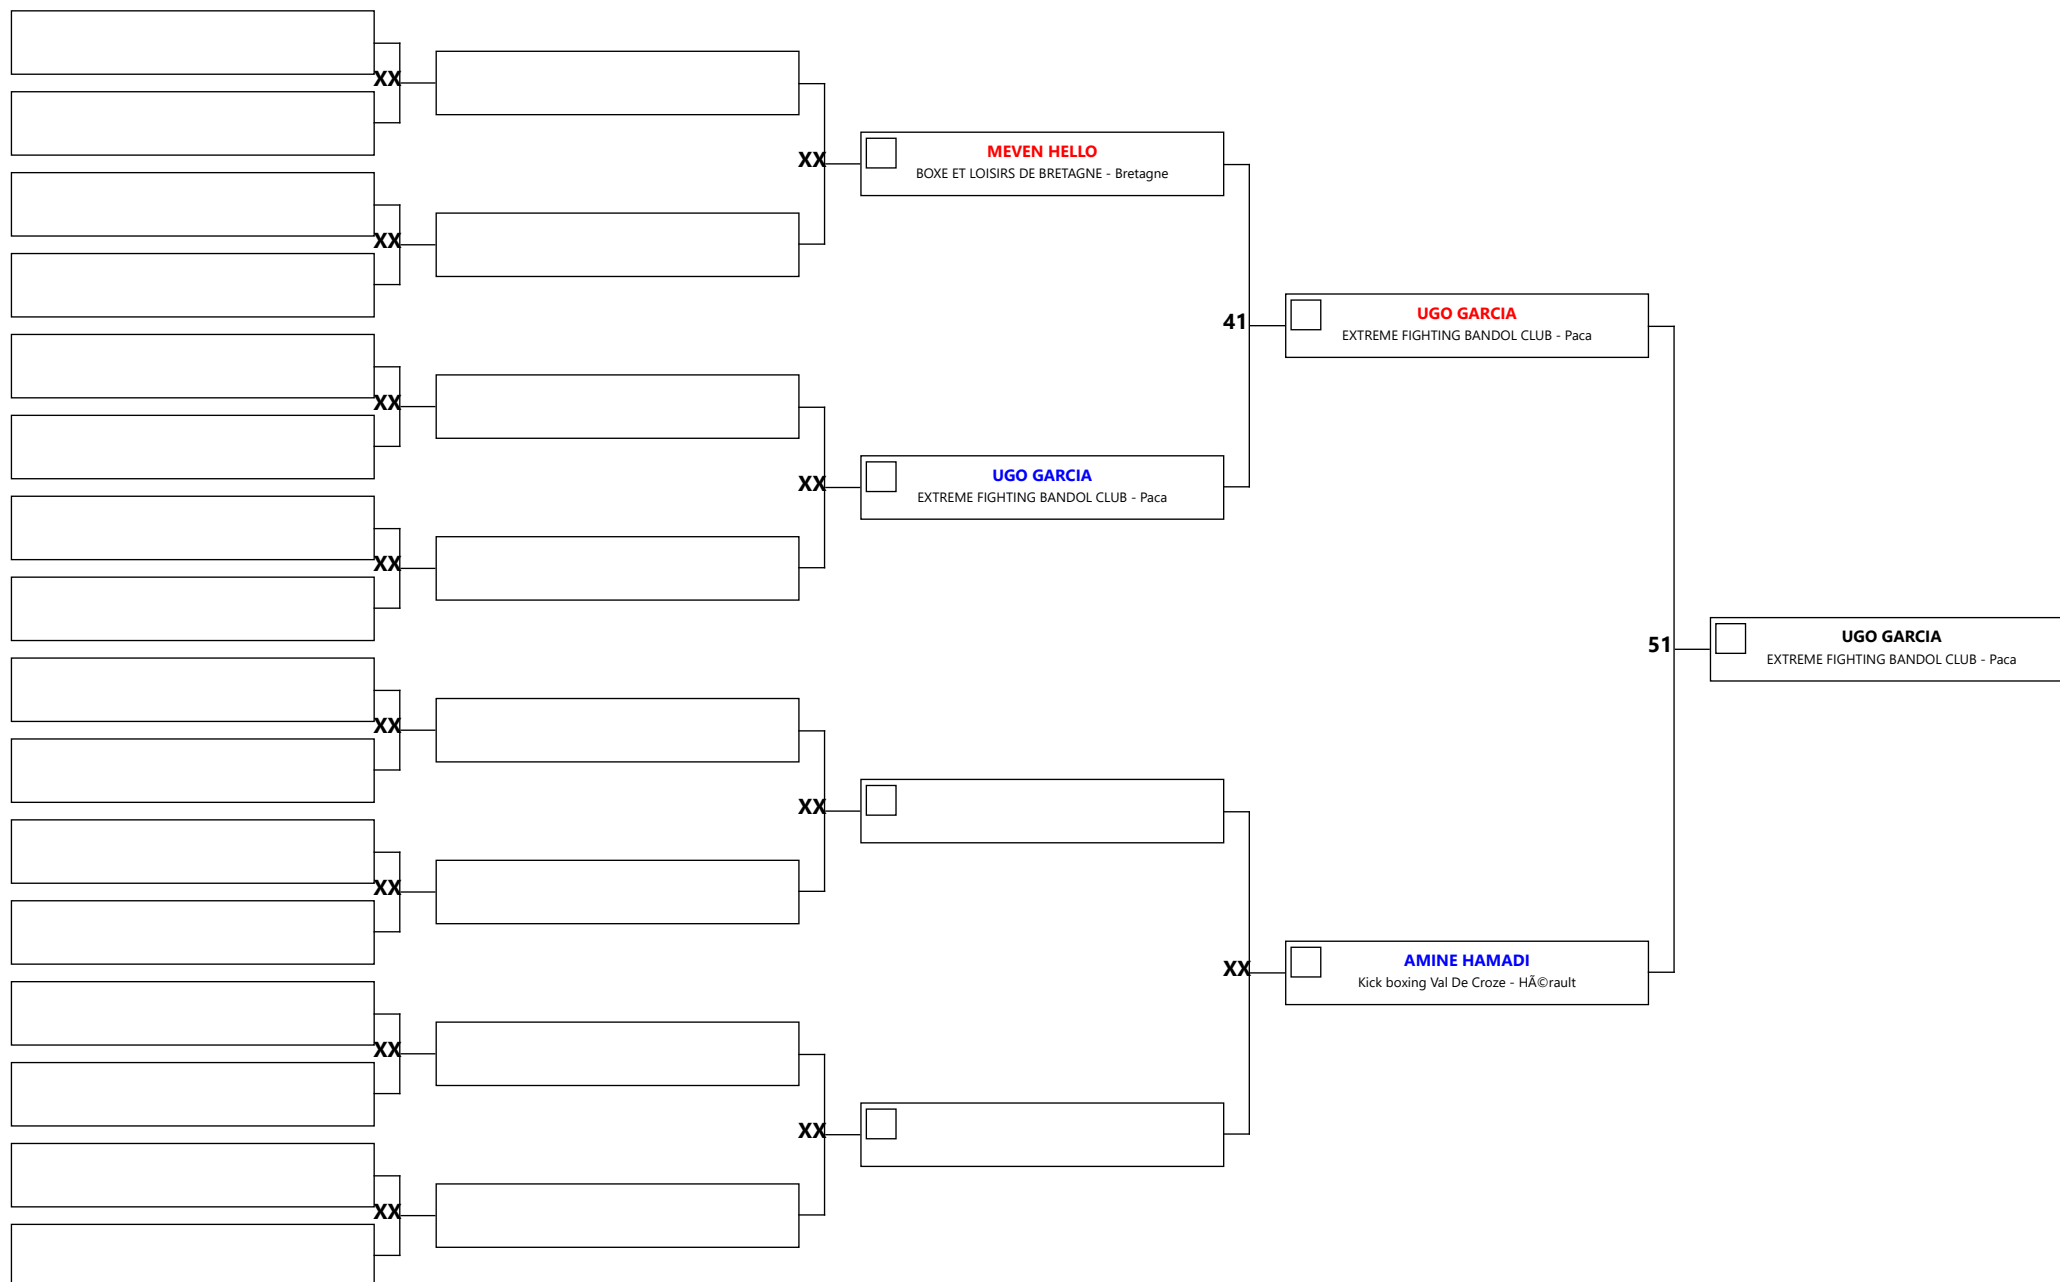 XX
XX
MEVEN HELLO
BOXE ET LOISIRS DE BRETAGNE - Bretagne
XX
41
UGO GARCIA
EXTREME FIGHTING BANDOL CLUB - Paca
XX
UGO GARCIA
EXTREME FIGHTING BANDOL CLUB - Paca
XX
XX
51
UGO GARCIA
EXTREME FIGHTING BANDOL CLUB - Paca
XX
XX
XX
XX
AMINE HAMADI
Kick boxing Val De Croze - HÃ©rault
XX
XX
XX
XX